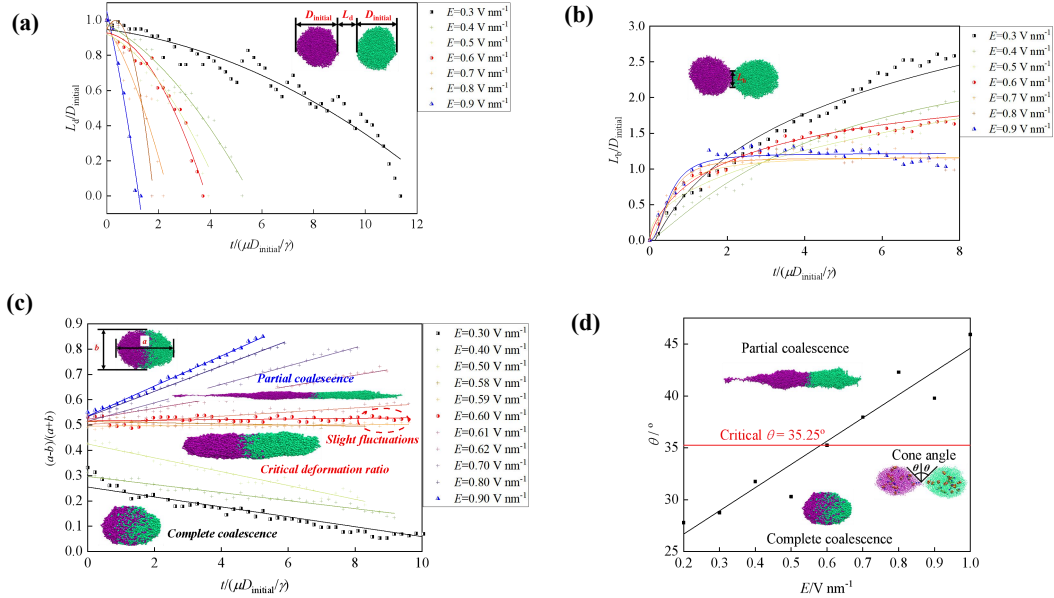 (a)
D_initial L_d D_initial
E=0.3 V nm⁻¹
E=0.4 V nm⁻¹
E=0.5 V nm⁻¹
E=0.6 V nm⁻¹
E=0.7 V nm⁻¹
E=0.8 V nm⁻¹
E=0.9 V nm⁻¹
L_d/D_initial
1.0
0.8
0.6
0.4
0.2
0.0
0 2 4 6 8 10 12
t/(μD_initial/γ)
(b)
E=0.3 V nm⁻¹
E=0.4 V nm⁻¹
E=0.5 V nm⁻¹
E=0.6 V nm⁻¹
E=0.7 V nm⁻¹
E=0.8 V nm⁻¹
E=0.9 V nm⁻¹
L_b
L_b/D_initial
3.0
2.5
2.0
1.5
1.0
0.5
0.0
0 2 4 6 8
t/(μD_initial/γ)
(c)
a
b
E=0.30 V nm⁻¹
E=0.40 V nm⁻¹
E=0.50 V nm⁻¹
E=0.58 V nm⁻¹
E=0.59 V nm⁻¹
E=0.60 V nm⁻¹
E=0.61 V nm⁻¹
E=0.62 V nm⁻¹
E=0.70 V nm⁻¹
E=0.80 V nm⁻¹
E=0.90 V nm⁻¹
Partial coalescence
Slight fluctuations
Critical deformation ratio
Complete coalescence
(a-b)/(a+b)
0.9
0.8
0.7
0.6
0.5
0.4
0.3
0.2
0.1
0.0
0 2 4 6 8 10
t/(μD_initial/γ)
(d)
Partial coalescence
Critical θ = 35.25°
Cone angle
θ θ
Complete coalescence
θ / °
45
40
35
30
25
0.2 0.3 0.4 0.5 0.6 0.7 0.8 0.9 1.0
E/V nm⁻¹